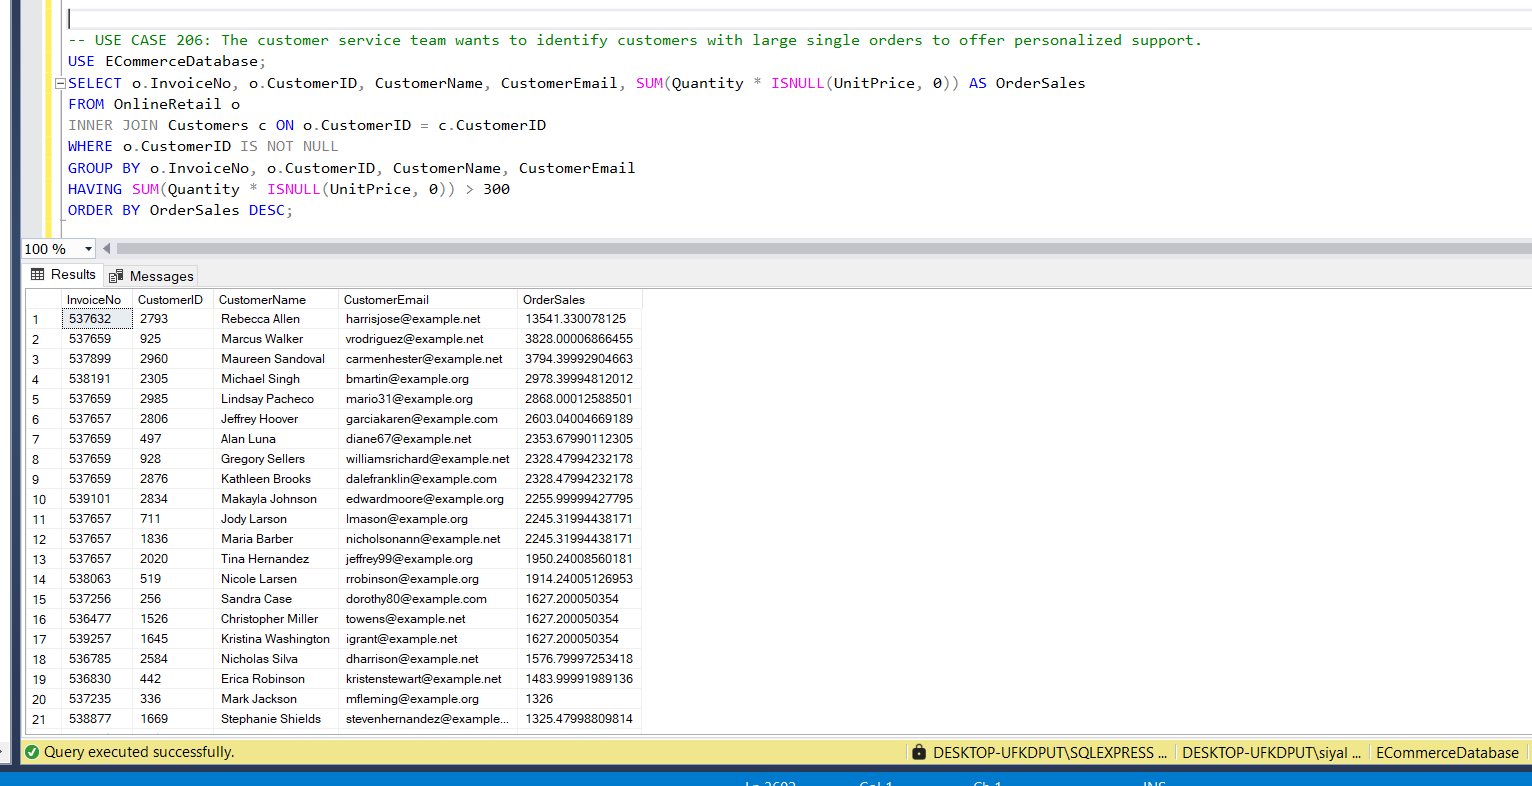 -- USE CASE 206: The customer service team wants to identify customers with large single orders to offer personalized support.
USE ECommerceDatabase;
SELECT o.InvoiceNo, o.CustomerID, CustomerName, CustomerEmail, SUM(Quantity * ISNULL(UnitPrice, 0)) AS OrderSales
FROM OnlineRetail o
INNER JOIN Customers c ON o.CustomerID = c.CustomerID
WHERE o.CustomerID IS NOT NULL
GROUP BY o.InvoiceNo, o.CustomerID, CustomerName, CustomerEmail
HAVING SUM(Quantity * ISNULL(UnitPrice, 0)) > 300
ORDER BY OrderSales DESC;
100 %
Results Messages
InvoiceNo CustomerID CustomerName CustomerEmail OrderSales
1 537632 2793 Rebecca Allen harrisjose@example.net 13541.330078125
2 537659 925 Marcus Walker vrodriguez@example.net 3828.00006866455
3 537899 2960 Maureen Sandoval carmenhester@example.net 3794.39992904663
4 538191 2305 Michael Singh bmartin@example.org 2978.39994812012
5 537659 2985 Lindsay Pacheco mario31@example.org 2868.00012588501
6 537657 2806 Jeffrey Hoover garciakaren@example.com 2603.04004669189
7 537659 497 Alan Luna diane67@example.net 2353.67990112305
8 537659 928 Gregory Sellers williamsrichard@example.net 2328.47994232178
9 537659 2876 Kathleen Brooks dalefranklin@example.com 2328.47994232178
10 539101 2834 Makayla Johnson edwardmoore@example.org 2255.99999427795
11 537657 711 Jody Larson lmason@example.org 2245.31994438171
12 537657 1836 Maria Barber nicholsonann@example.net 2245.31994438171
13 537657 2020 Tina Hernandez jeffrey99@example.org 1950.24008560181
14 538063 519 Nicole Larsen rrobinson@example.org 1914.24005126953
15 537256 256 Sandra Case dorothy80@example.com 1627.200050354
16 536477 1526 Christopher Miller towens@example.net 1627.200050354
17 539257 1645 Kristina Washington igrant@example.net 1627.200050354
18 536785 2584 Nicholas Silva dharrison@example.net 1576.79997253418
19 536830 442 Erica Robinson kristenstewart@example.net 1483.99991989136
20 537235 336 Mark Jackson mfleming@example.org 1326
21 538877 1669 Stephanie Shields stevenhernandez@example... 1325.47998809814
Query executed successfully. DESKTOP-UFKDPUT\SQLEXPRESS ... DESKTOP-UFKDPUT\siyal ... ECommerceDatabase